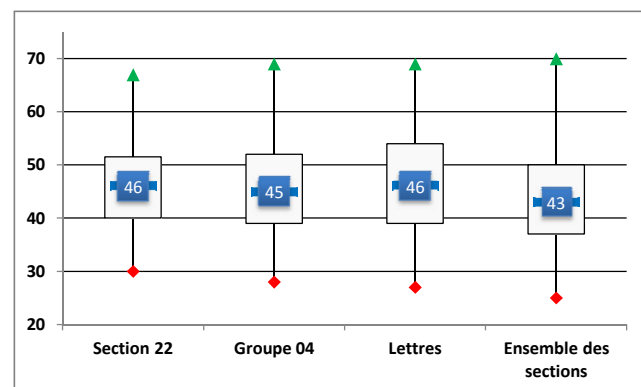 70
60
50
40
30
20
46
45
46
43
Section 22
Groupe 04
Lettres
Ensemble des
sections